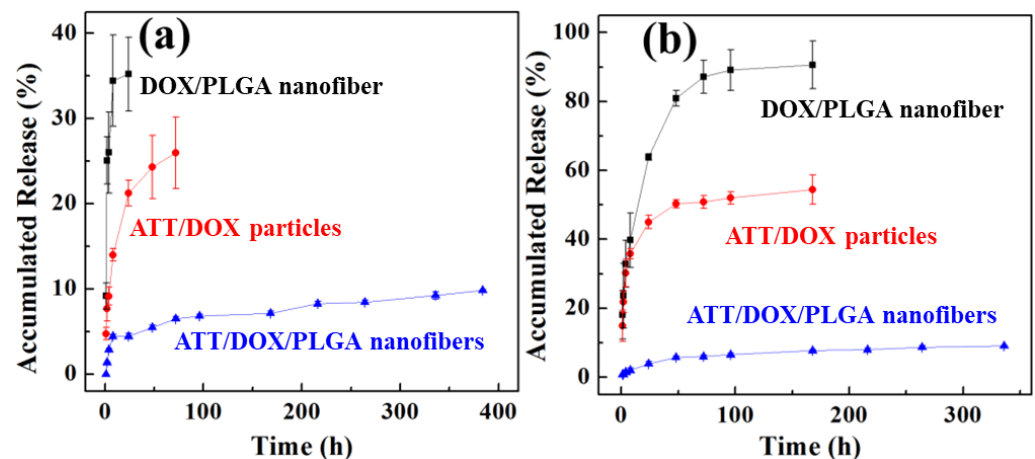 (a)
Accumulated Release (%)
40
30
20
10
0
DOX/PLGA nanofiber
ATT/DOX particles
ATT/DOX/PLGA nanofibers
0 100 200 300 400
Time (h)
(b)
Accumulated Release (%)
100
80
60
40
20
0
DOX/PLGA nanofiber
ATT/DOX particles
ATT/DOX/PLGA nanofibers
0 100 200 300
Time (h)